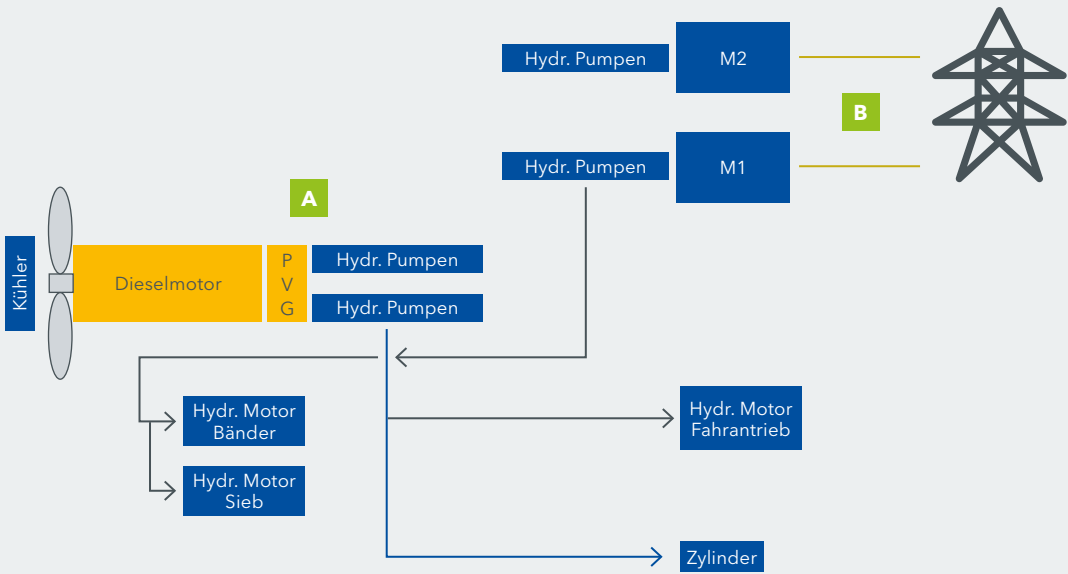 Hydr. Pumpen
M2
B
Hydr. Pumpen
M1
A
Kühler
Dieselmotor
P
V
G
Hydr. Pumpen
Hydr. Pumpen
Hydr. Motor
Bänder
Hydr. Motor
Fahrantrieb
Hydr. Motor
Sieb
Zylinder